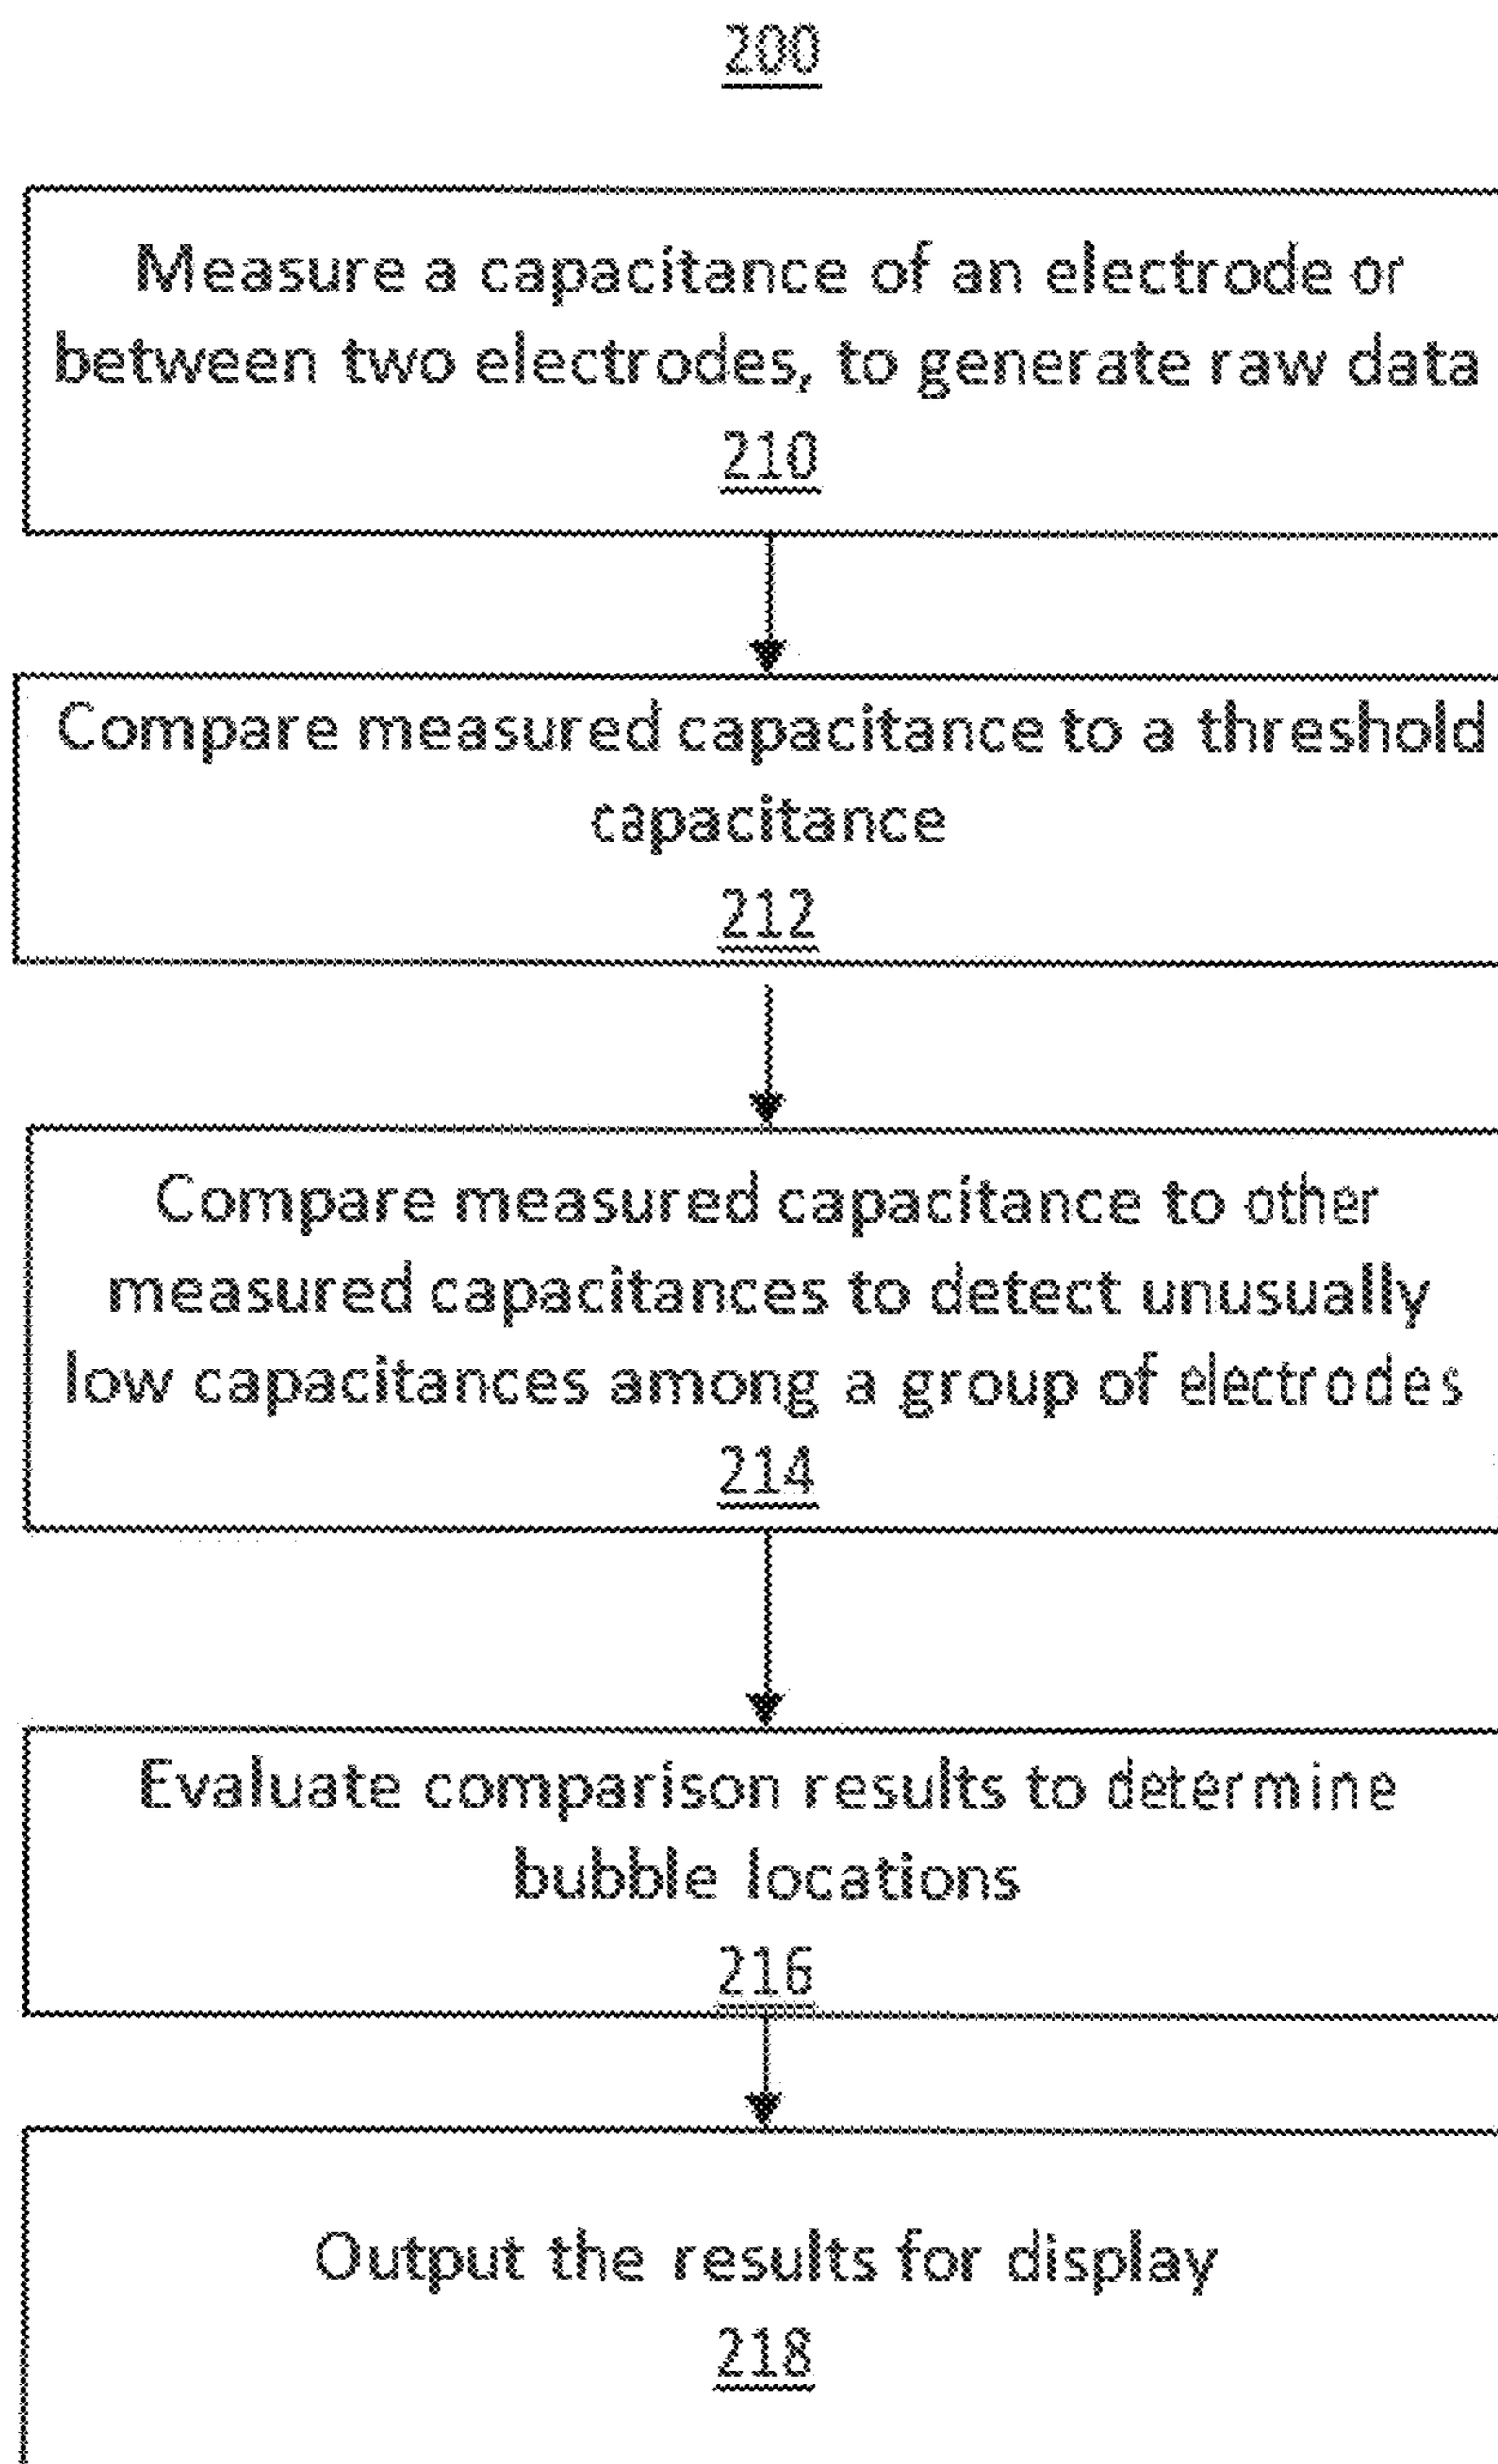 200
Measure a capacitance of an electrode or
between two electrodes, to generate raw data
210
Compare measured capacitance to a threshold
capacitance
212
Compare measured capacitance to other
measured capacitances to detect unusually
low capacitances among a group of electrodes
214
Evaluate comparison results to determine
bubble locations
216
Output the results for display
218